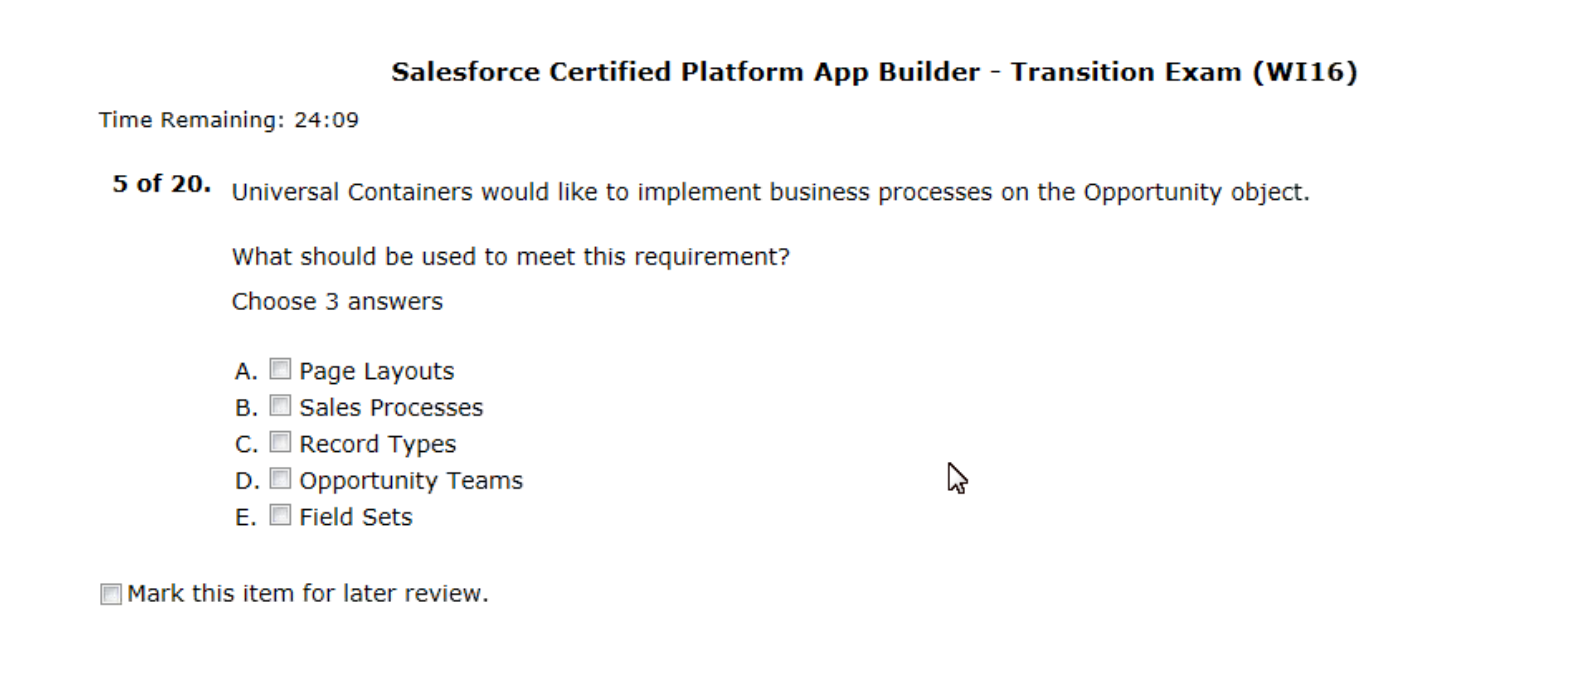 Salesforce Certified Platform App Builder - Transition Exam (WI16)
Time Remaining: 24:09
5 of 20. Universal Containers would like to implement business processes on the Opportunity object.
What should be used to meet this requirement?
Choose 3 answers
A. Page Layouts
B. Sales Processes
C. Record Types
D. Opportunity Teams
E. Field Sets
Mark this item for later review.